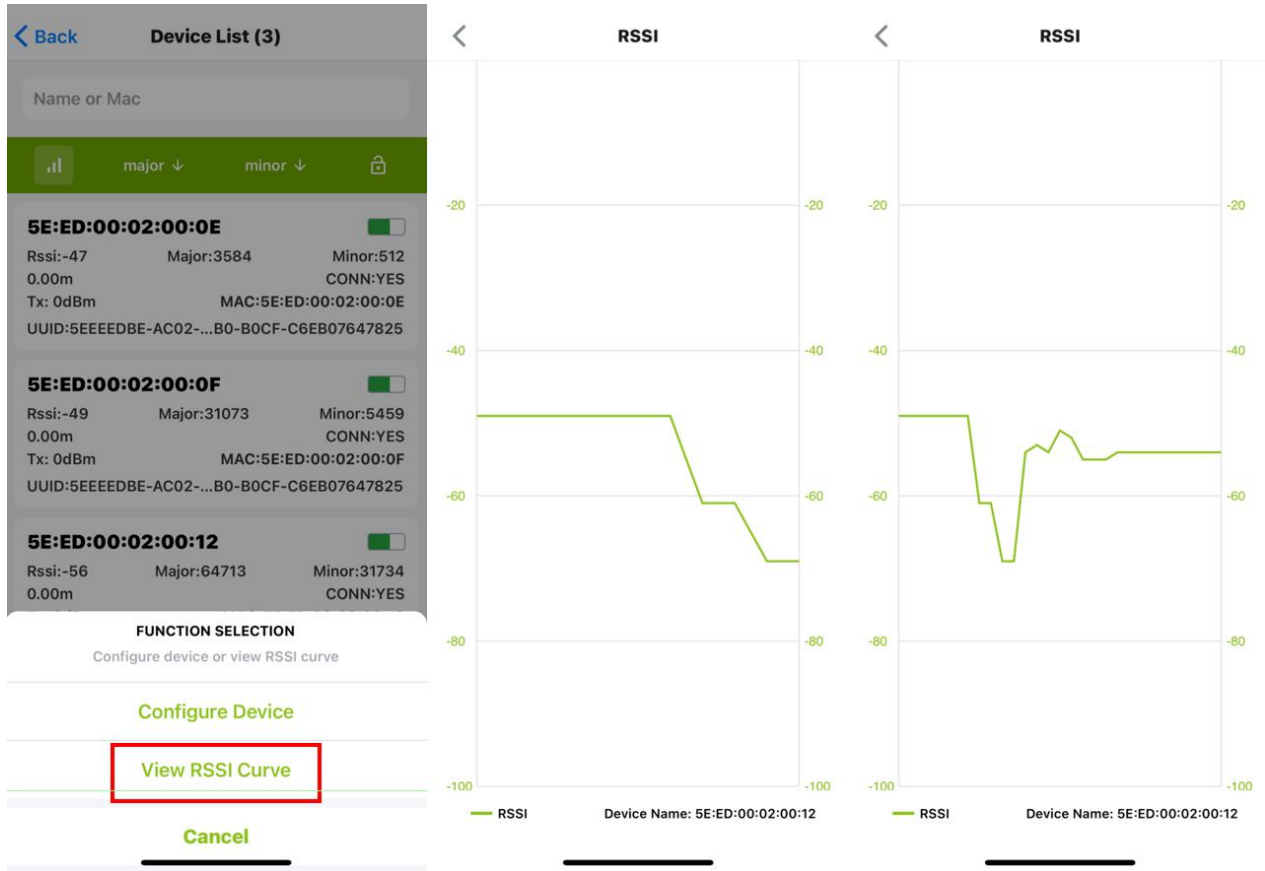 Back Device List (3)
Name or Mac
major ↓ minor ↓
5E:ED:00:02:00:0E
Rssi:-47 Major:3584 Minor:512
0.00m CONN:YES
Tx: 0dBm MAC:5E:ED:00:02:00:0E
UUID:5EEEEDBE-AC02-...B0-B0CF-C6EB07647825
5E:ED:00:02:00:0F
Rssi:-49 Major:31073 Minor:5459
0.00m CONN:YES
Tx: 0dBm MAC:5E:ED:00:02:00:0F
UUID:5EEEEDBE-AC02-...B0-B0CF-C6EB07647825
5E:ED:00:02:00:12
Rssi:-56 Major:64713 Minor:31734
0.00m CONN:YES
FUNCTION SELECTION
Configure device or view RSSI curve
Configure Device
View RSSI Curve
Cancel
RSSI
-20 -20
-40 -40
-60 -60
-80 -80
-100 -100
RSSI Device Name: 5E:ED:00:02:00:12
RSSI
-20 -20
-40 -40
-60 -60
-80 -80
-100 -100
RSSI Device Name: 5E:ED:00:02:00:12